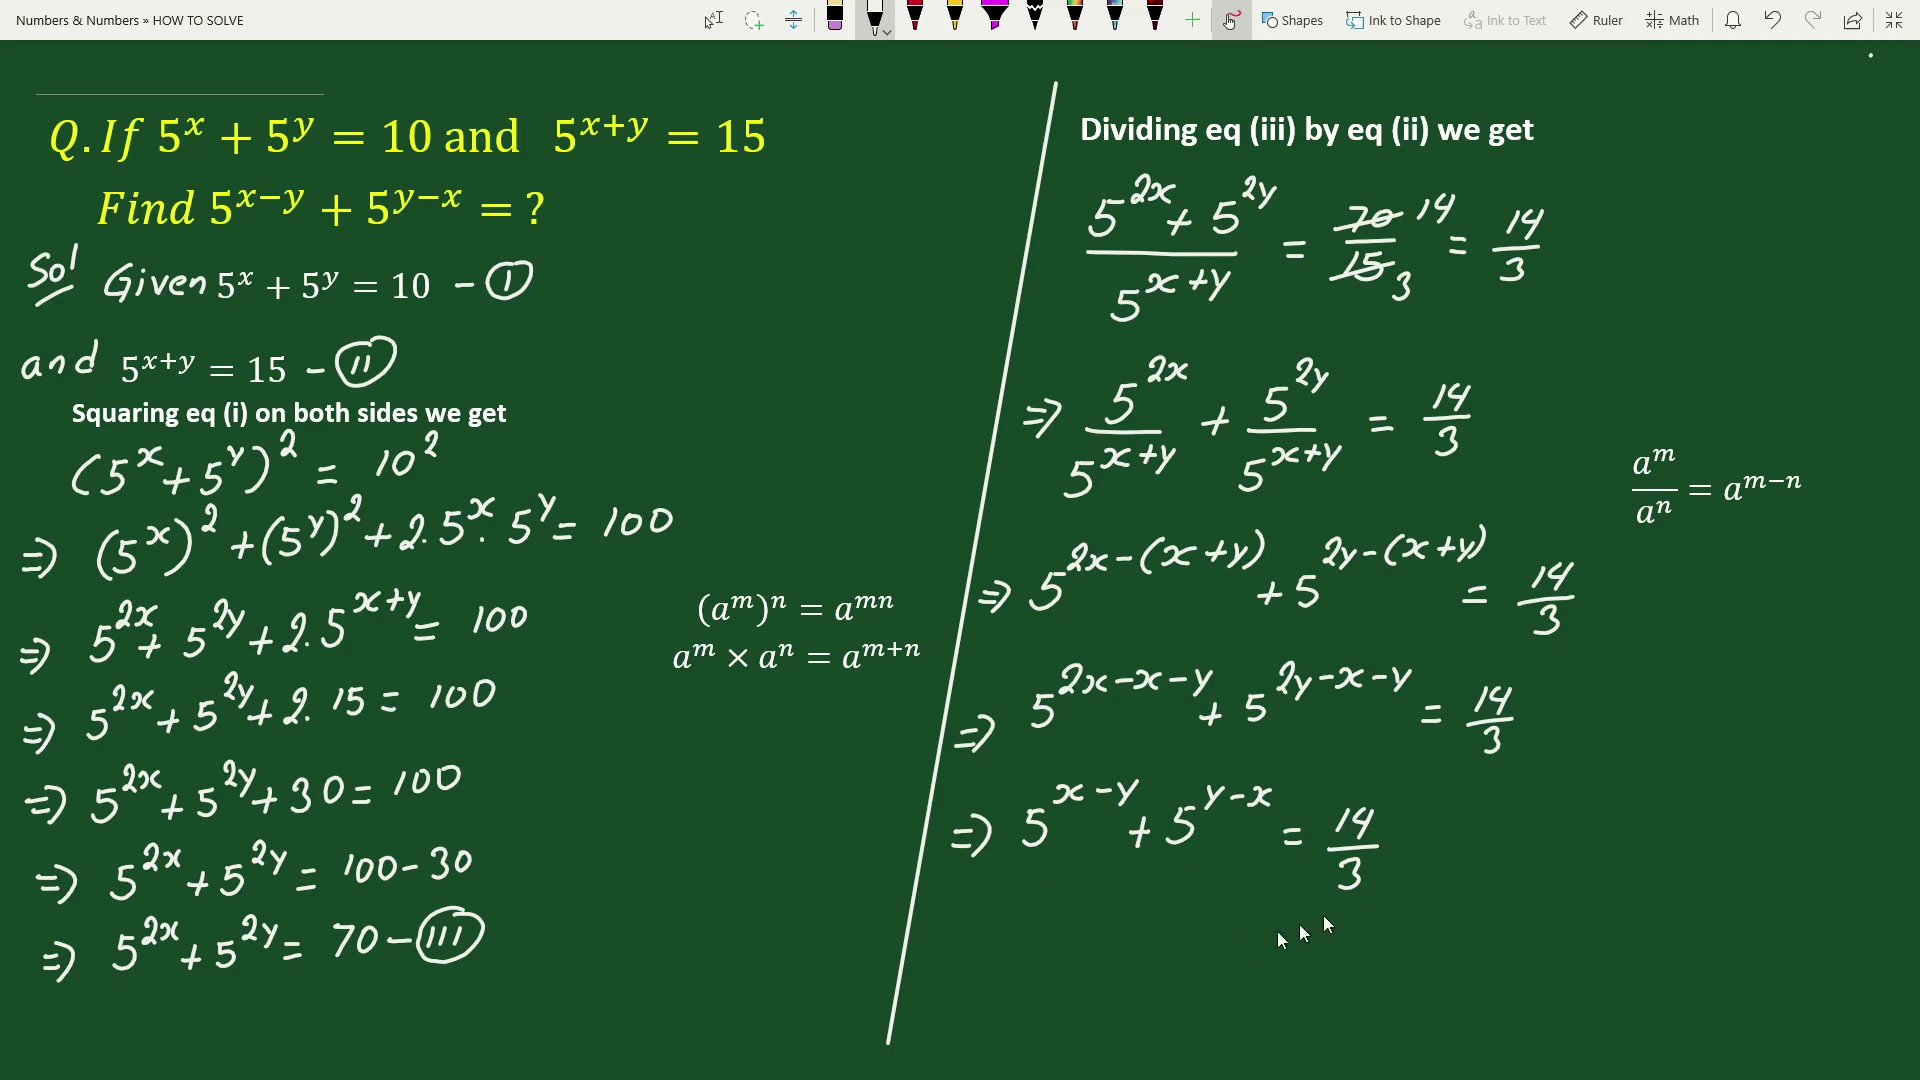 Numbers & Numbers » HOW TO SOLVE
Shapes Ink to Shape Ink to Text Ruler Math
Q. If 5^x + 5^y = 10 and 5^{x+y} = 15
Find 5^{x-y} + 5^{y-x} = ?
Sol Given 5^x + 5^y = 10 - (I)
and 5^{x+y} = 15 - (II)
Squaring eq (i) on both sides we get
(5^x + 5^y)^2 = 10^2
=> (5^x)^2 + (5^y)^2 + 2.5^x.5^y = 100
(a^m)^n = a^{mn}
a^m × a^n = a^{m+n}
=> 5^{2x} + 5^{2y} + 2.5^{x+y} = 100
=> 5^{2x} + 5^{2y} + 2.15 = 100
=> 5^{2x} + 5^{2y} + 30 = 100
=> 5^{2x} + 5^{2y} = 100 - 30
=> 5^{2x} + 5^{2y} = 70 - (III)
Dividing eq (iii) by eq (ii) we get
(5^{2x} + 5^{2y})/5^{x+y} = 70/15 14 3 = 14/3
=> 5^{2x}/5^{x+y} + 5^{2y}/5^{x+y} = 14/3
a^m/a^n = a^{m-n}
=> 5^{2x-(x+y)} + 5^{2y-(x+y)} = 14/3
=> 5^{2x-x-y} + 5^{2y-x-y} = 14/3
=> 5^{x-y} + 5^{y-x} = 14/3